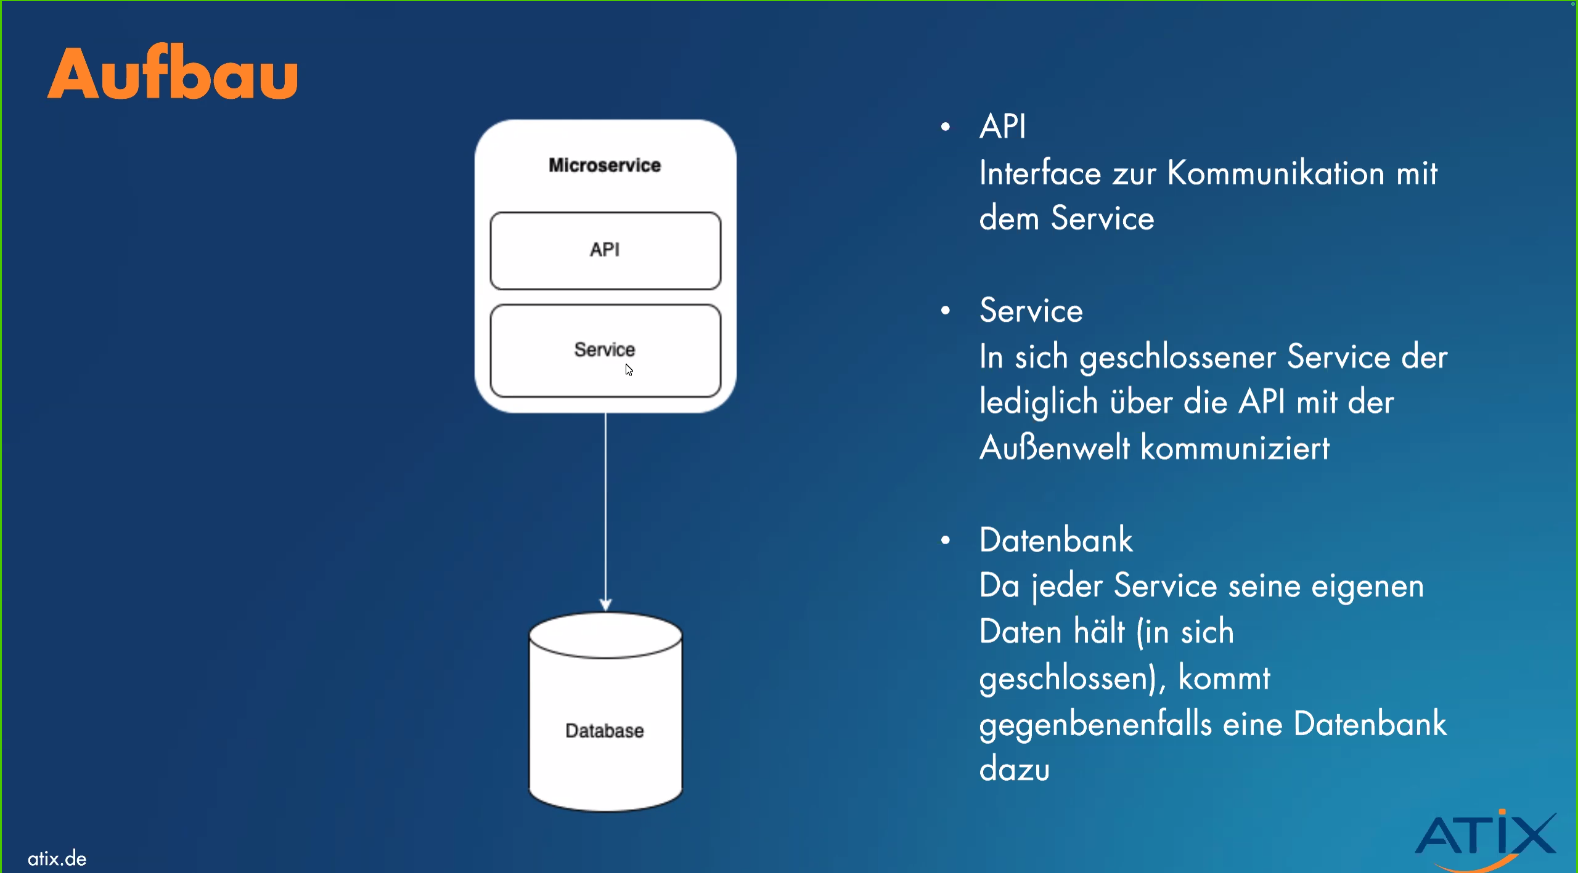 Aufbau
Microservice
API
Service
Database
• API
Interface zur Kommunikation mit
dem Service
• Service
In sich geschlossener Service der
lediglich über die API mit der
Außenwelt kommuniziert
• Datenbank
Da jeder Service seine eigenen
Daten hält (in sich
geschlossen), kommt
gegenbenenfalls eine Datenbank
dazu
atix.de
ATIX